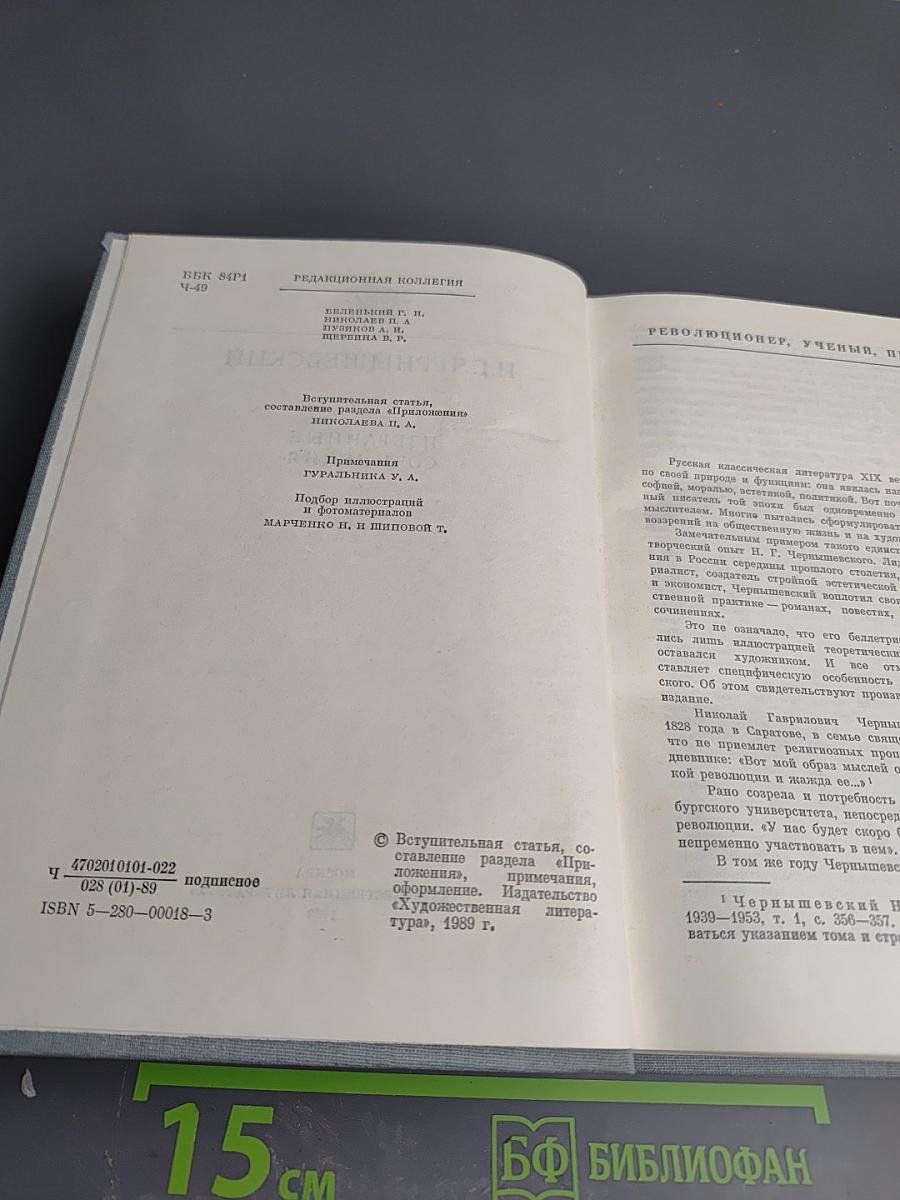 ББК 84Р1
Ч-49
РЕДАКЦИОННАЯ КОЛЛЕГИЯ
БЕЛЕНЬКИЙ Г. И.
НИКОЛАЕВ П. А
ПУЗИКОВ А. И.
ЩЕРБИНА В. Р.
Вступительная статья,
составление раздела «Приложения»
НИКОЛАЕВА П. А.
Примечания
ГУРАЛЬНИКА У. А.
Подбор иллюстраций
и фотоматериалов
МАРЧЕНКО Н. И ШИПОВОЙ Т.
Ч 4702010101-022
028 (01)-89 подписное
ISBN 5—280—00018—3
© Вступительная статья, со-
ставление раздела «При-
ложения», примечания,
оформление. Издательство
«Художественная литера-
тура», 1989 г.
РЕВОЛЮЦИОНЕР, УЧЕНЫЙ,
Русская классическая литература XIX
по своей природе и функциям: она явилась
софией, моралью, эстетикой, политикой. Вот
ный писатель той эпохи был одновременно
мыслителем. Многие пытались сформулировать
воззрений на общественную жизнь и на
Замечательным примером такого
творческий опыт Н. Г. Чернышевского.
ния в России середины прошлого столетия,
риалист, создатель стройной эстетической
и экономист, Чернышевский воплотил
ственной практике — романах, повестях,
сочинениях.
Это не означало, что его
лись лишь иллюстрацией
оставался художником. И все
ставляет специфическую особенность
ского. Об этом свидетельствуют
издание.
Николай Гаврилович
1828 года в Саратове, в семье
что не приемлет религиозных
дневнике: «Вот мой образ мыслей
кой революции и жажда ее...»¹
Рано созрела и потребность
бургского университета,
революции. «У нас будет скоро
непременно участвовать в нем».
В том же году
¹ Чернышевский Н
1939—1953, т. 1, с. 356—357.
ваться указанием тома и
15 см
БФ БИБЛИОФАН